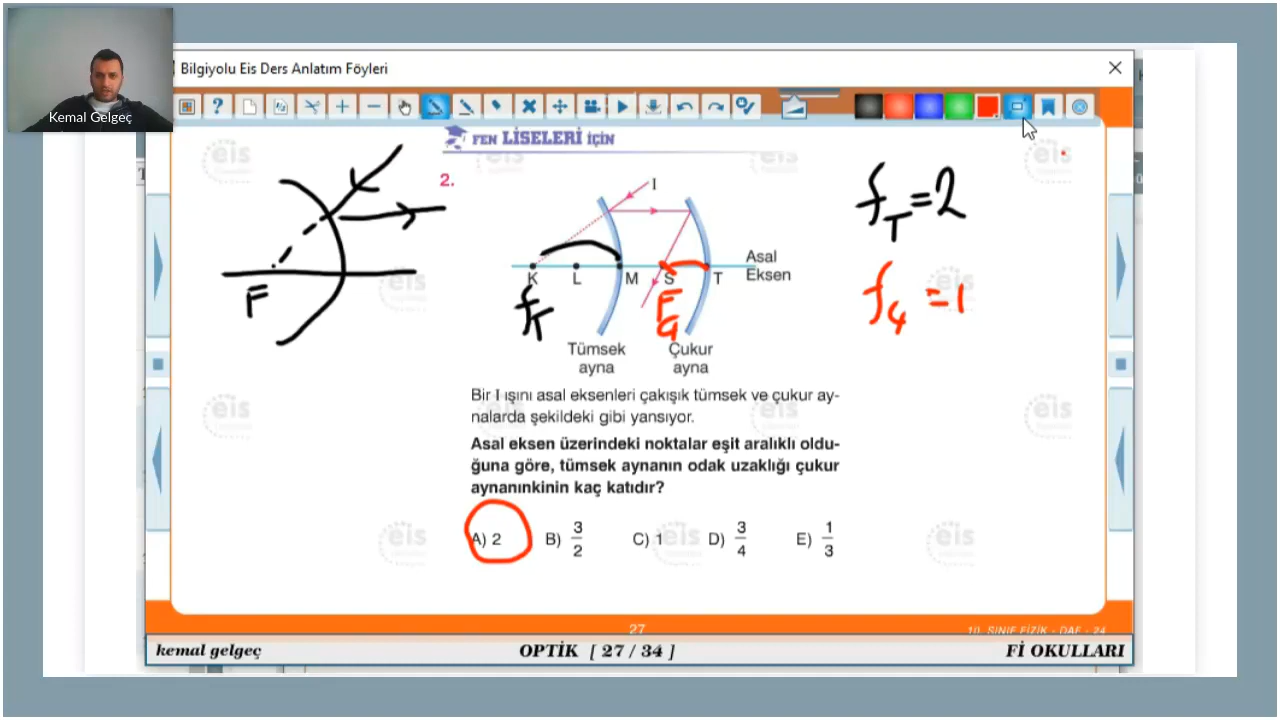 Bilgiyolu Eis Ders Anlatım Föyleri
Kemal Gelgeç
FEN LİSELERİ İÇİN
eis
2.
I
K
L
M
S
T
Asal
Eksen
F
fT
FÇ
fT=2
fÇ=1
Tümsek
ayna
Çukur
ayna
Bir I ışını asal eksenleri çakışık tümsek ve çukur ay-
nalarda şekildeki gibi yansıyor.
Asal eksen üzerindeki noktalar eşit aralıklı oldu-
ğuna göre, tümsek aynanın odak uzaklığı çukur
aynanınkinin kaç katıdır?
A) 2 B) 3/2 C) 1 D) 3/4 E) 1/3
27
10. SINIF FİZİK - DAF - 24
kemal gelgeç
OPTİK [ 27 / 34 ]
Fİ OKULLARI